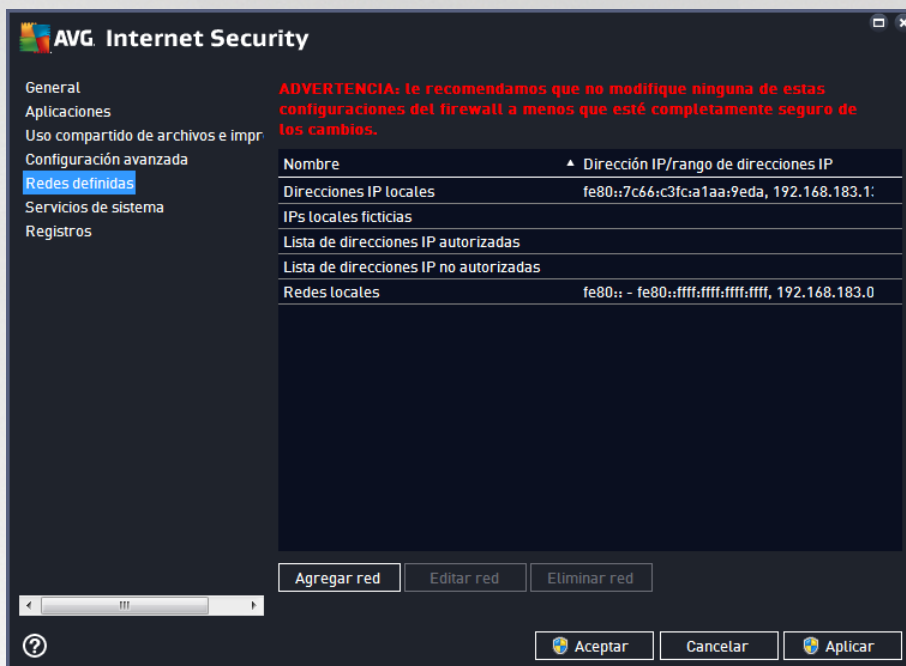 AVG Internet Security
General
Aplicaciones
Uso compartido de archivos e impr
Configuración avanzada
Redes definidas
Servicios de sistema
Registros
ADVERTENCIA: le recomendamos que no modifique ninguna de estas
configuraciones del firewall a menos que esté completamente seguro de
los cambios.
Nombre Dirección IP/rango de direcciones IP
Direcciones IP locales fe80::7c66:c3fc:a1aa:9eda, 192.168.183.1
IPs locales ficticias
Lista de direcciones IP autorizadas
Lista de direcciones IP no autorizadas
Redes locales fe80:: - fe80::ffff:ffff:ffff:ffff, 192.168.183.0
Agregar red Editar red Eliminar red
Aceptar Cancelar Aplicar